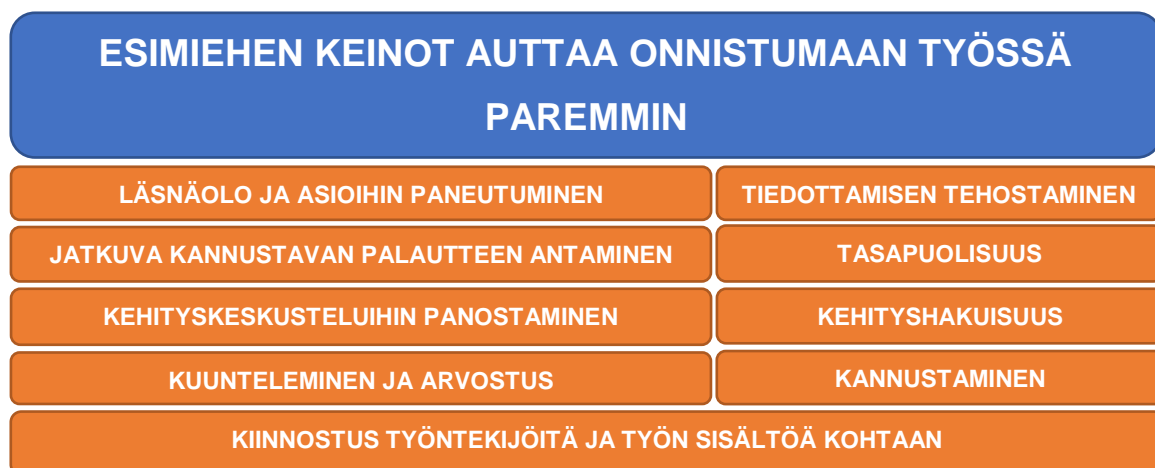 ESIMIEHEN KEINOT AUTTAA ONNISTUMAAN TYÖSSÄ
PAREMMIN
LÄSNÄOLO JA ASIOIHIN PANEUTUMINEN
TIEDOTTAMISEN TEHOSTAMINEN
JATKUVA KANNUSTAVAN PALAUTTEEN ANTAMINEN
TASAPUOLISUUS
KEHITYSKESKUSTELUIHIN PANOSTAMINEN
KEHITYSHAKUISUUS
KUUNTELEMINEN JA ARVOSTUS
KANNUSTAMINEN
KIINNOSTUS TYÖNTEKIJÖITÄ JA TYÖN SISÄLTÖÄ KOHTAAN